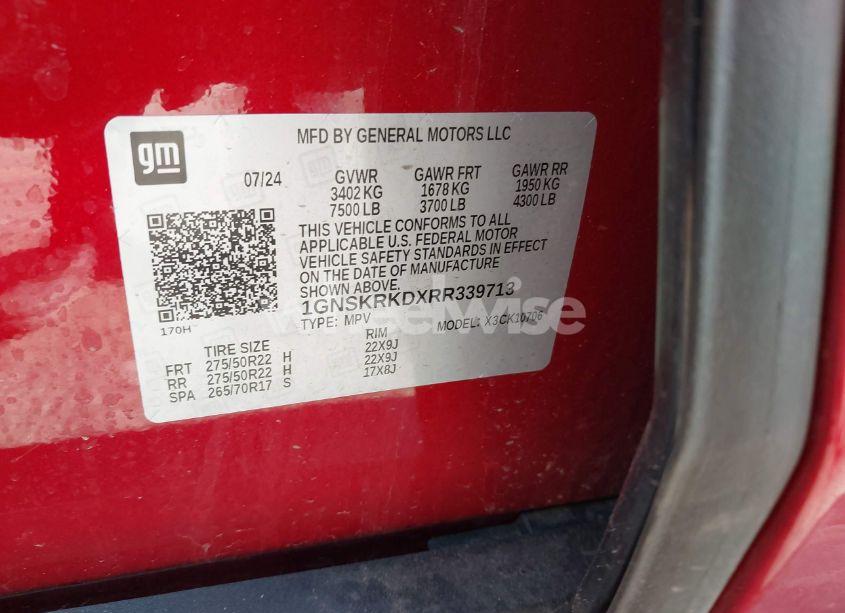 gm
MFD BY GENERAL MOTORS LLC
07/24
GVWR GAWR FRT GAWR RR
3402 KG 1678 KG 1950 KG
7500 LB 3700 LB 4300 LB
THIS VEHICLE CONFORMS TO ALL
APPLICABLE U.S. FEDERAL MOTOR
VEHICLE SAFETY STANDARDS IN EFFECT
ON THE DATE OF MANUFACTURE
SHOWN ABOVE.
1GNSKRKDXRR339713
170H
TYPE: MPV MODEL: X3CK10706
TIRE SIZE RIM
FRT 275/50R22 H 22X9J
RR 275/50R22 H 22X9J
SPA 265/70R17 S 17X8J